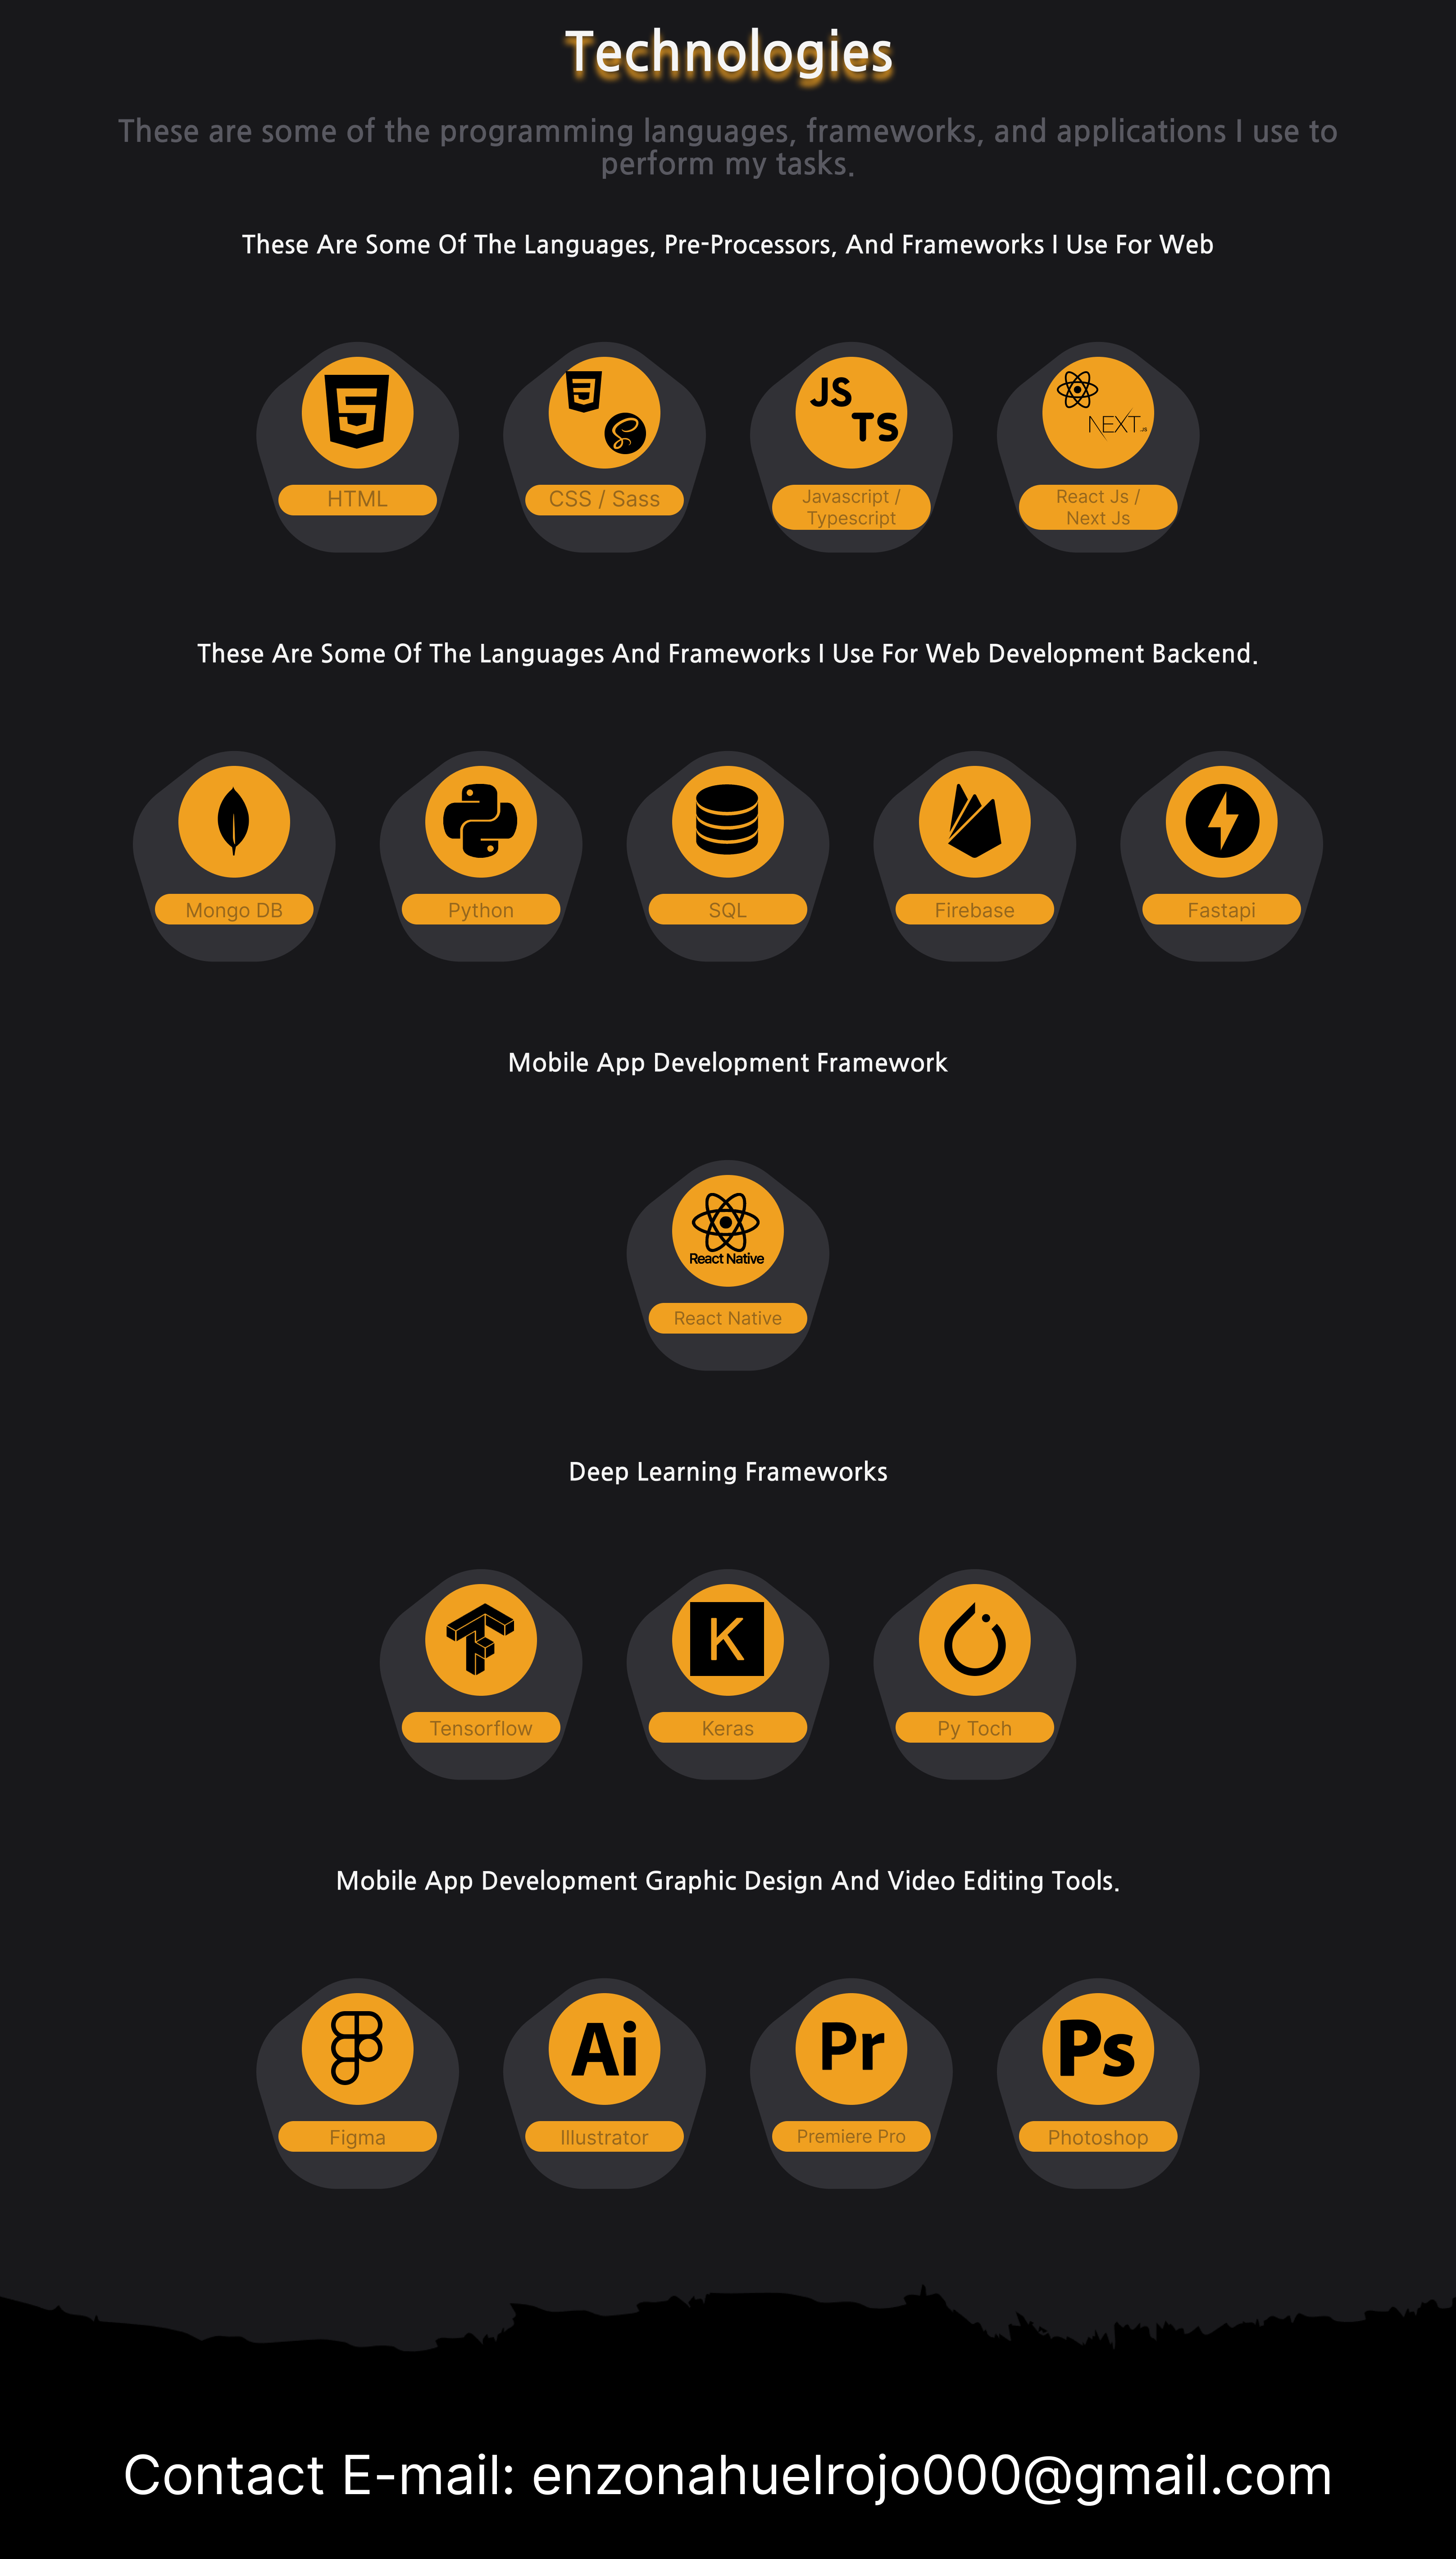 Technologies
These are some of the programming languages, frameworks, and applications I use to
perform my tasks.
These Are Some Of The Languages, Pre-Processors, And Frameworks I Use For Web
JS
TS
NEXT.JS
HTML
CSS / Sass
Javascript /
Typescript
React Js /
Next Js
These Are Some Of The Languages And Frameworks I Use For Web Development Backend.
Mongo DB
Python
SQL
Firebase
Fastapi
Mobile App Development Framework
React Native
React Native
Deep Learning Frameworks
K
Tensorflow
Keras
Py Toch
Mobile App Development Graphic Design And Video Editing Tools.
Ai
Pr
Ps
Figma
Illustrator
Premiere Pro
Photoshop
Contact E-mail: enzonahuelrojo000@gmail.com